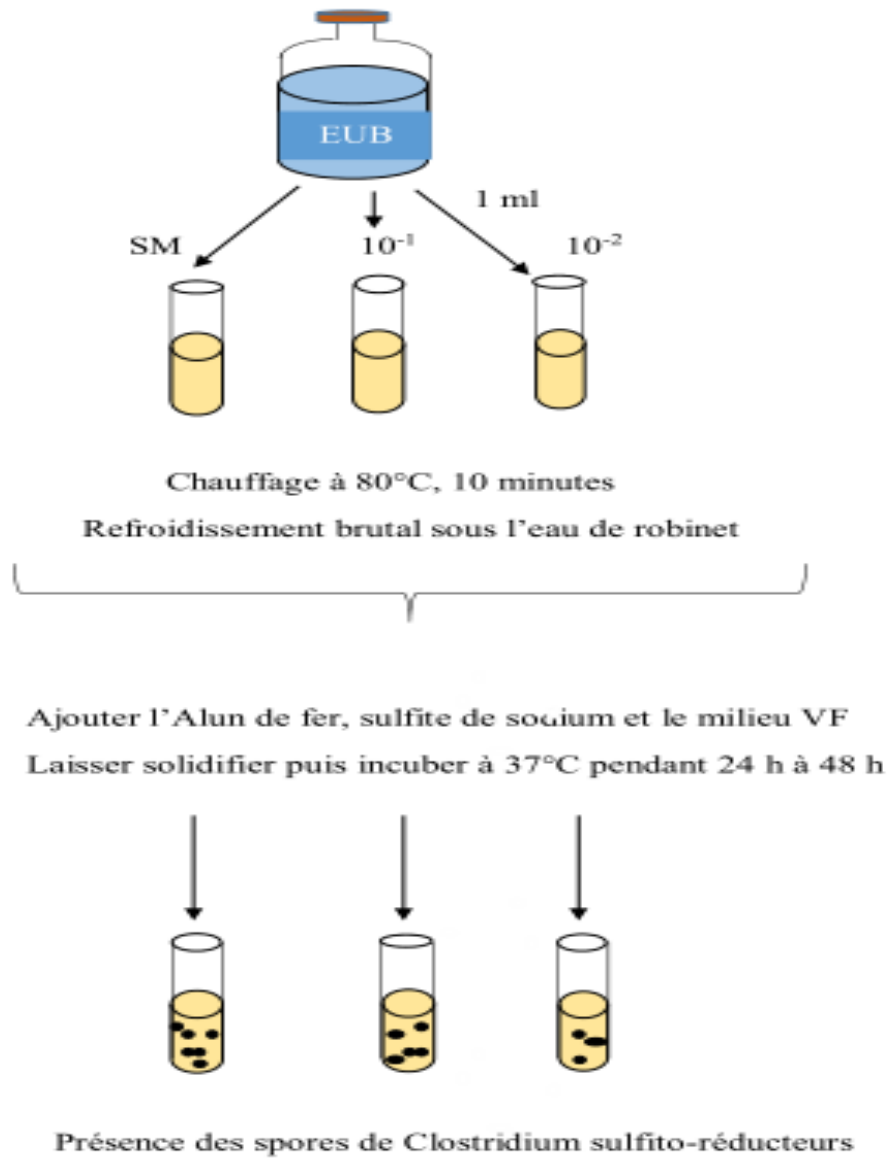 EUB
1 ml
SM
10⁻¹
10⁻²
Chauffage à 80°C, 10 minutes
Refroidissement brutal sous l'eau de robinet
Ajouter l'Alun de fer, sulfite de sodium et le milieu VF
Laisser solidifier puis incuber à 37°C pendant 24 h à 48 h
Présence des spores de Clostridium sulfito-réducteurs